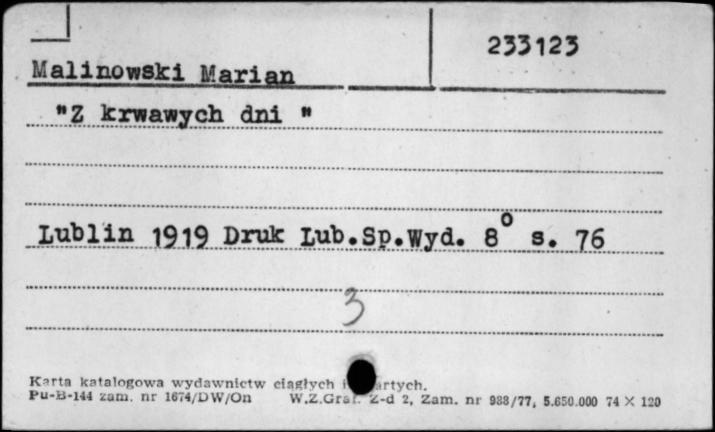 233123
Malinowski Marian
"Z krwawych dni "
Lublin 1919 Druk Lub.Sp.Wyd. 8° s. 76
3
Karta katalogowa wydawnictw ciągłych i artych.
Pu-B-144 zam. nr 1674/DW/On W.Z.Graf. Z-d 2, Zam. nr 988/77, 5.650.000 74 X 120